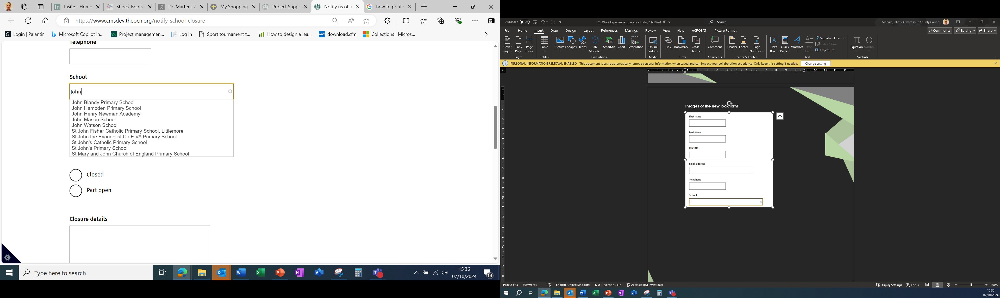 Insite - Home
Shoes, Boots
Dr. Martens Z
My Shopping
Project Suppo
Notify us of a
how to print s
https://www.cmsdev.theocn.org/notify-school-closure
Login | Palantir
Microsoft Copilot in...
Project managemen...
Log in
Sport tournament t...
How to design a lea...
NHS download.cfm
Collections | Micros...
Telephone
School
John
John Blandy Primary School
John Hampden Primary School
John Henry Newman Academy
John Mason School
John Watson School
St John Fisher Catholic Primary School, Littlemore
St John the Evangelist CofE VA Primary School
St John's Catholic Primary School
St John's Primary School
St Mary and John Church of England Primary School
Closed
Part open
Closure details
Type here to search
15:36
07/10/2024
14
AutoSave Off
ICE Work Experience itinerary - Friday 11-10-24
Search
Graham, Elliot - Oxfordshire County Council
File Home Insert Draw Design Layout References Mailings Review View Help ACROBAT Picture Format
Comments Editing Share
Cover Page
Blank Page
Page Break
Table
Pictures
Shapes
Icons
3D Models
SmartArt
Chart
Screenshot
Online Videos
Link
Bookmark
Cross-reference
Comment
Header
Footer
Page Number
Text Box
Quick Parts
WordArt
Drop Cap
Signature Line
Date & Time
Object
Equation
Symbol
Pages Tables Illustrations Media Links Comments Header & Footer Text Symbols
PERSONAL INFORMATION REMOVAL ENABLED This document is set to automatically remove personal information when saved and can impact your collaboration experience. Only keep this setting if needed. Change setting
Images of the new look form
First name
Last name
Job title
Email address
Telephone
School
Page 2 of 3 309 words English (United Kingdom) Text Predictions: On Accessibility: Investigate
Display Settings Focus 100%
15:36
07/10/2024